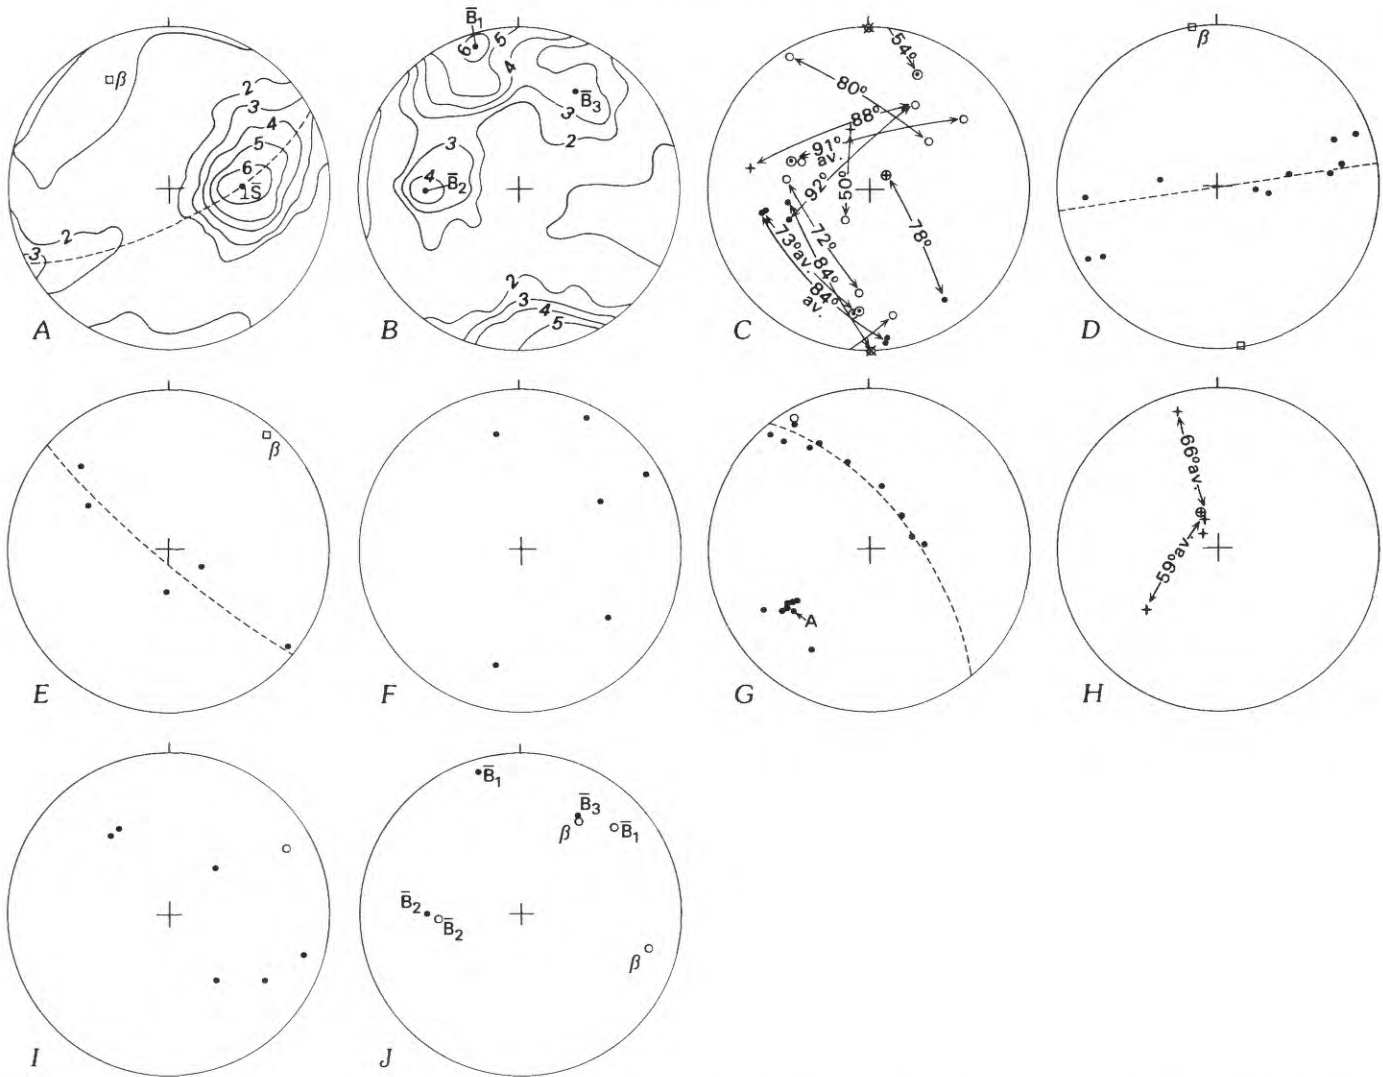 β
2
3
4
5
6
⊥S̅
2
3
A
B̅₁
6
5
4
B̅₃
3
2
3
4
B̅₂
2
3
4
5
B
54°
80°
88°
91°
av.
92°
50°
78°
72°
73°av.
84°
84°
av.
C
β
D
β
E
F
A
G
66°av.
59°av.
H
I
B̅₁
B̅₃
β
B̅₁
B̅₂
B̅₂
β
J